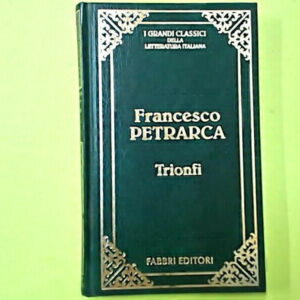 I GRANDI CLASSICI
DELLA
LETTERATURA ITALIANA
Francesco
PETRARCA
Trionfi
FABBRI EDITORI